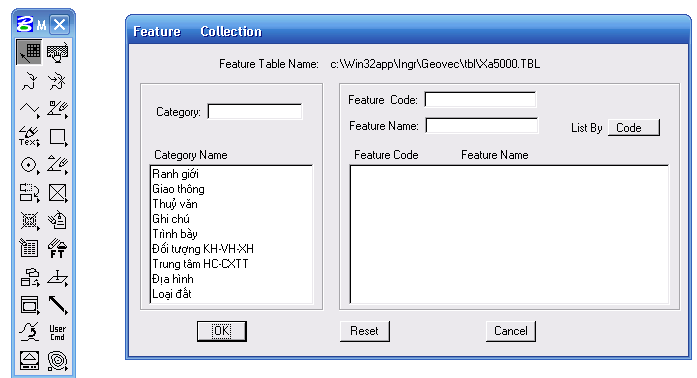 M
Text
FT
User
Cmd
Feature Collection
Feature Table Name: c:\Win32app\Ingr\Geovec\tbl\Xa5000.TBL
Category:
Feature Code:
Feature Name:
List By Code
Category Name
Feature Code Feature Name
Ranh giới
Giao thông
Thuỷ văn
Ghi chú
Trình bày
Đối tượng KH-VH-XH
Trung tâm HC-CXTT
Địa hình
Loại đất
OK Reset Cancel